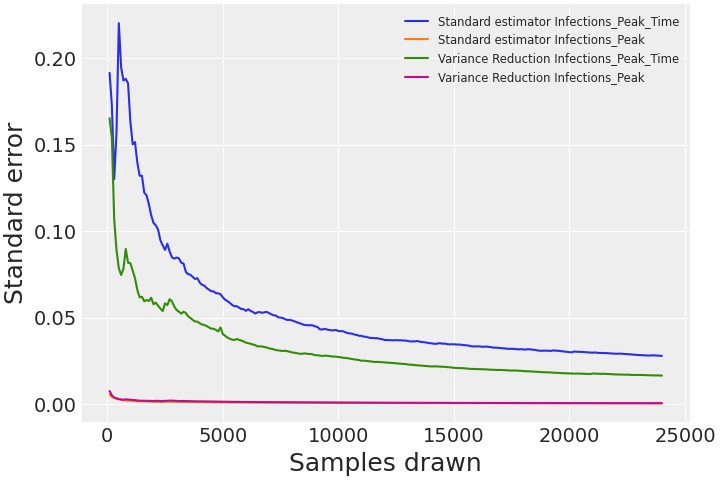 Standard estimator Infections_Peak_Time
Standard estimator Infections_Peak
Variance Reduction Infections_Peak_Time
Variance Reduction Infections_Peak
Standard error
0.20
0.15
0.10
0.05
0.00
0 5000 10000 15000 20000 25000
Samples drawn